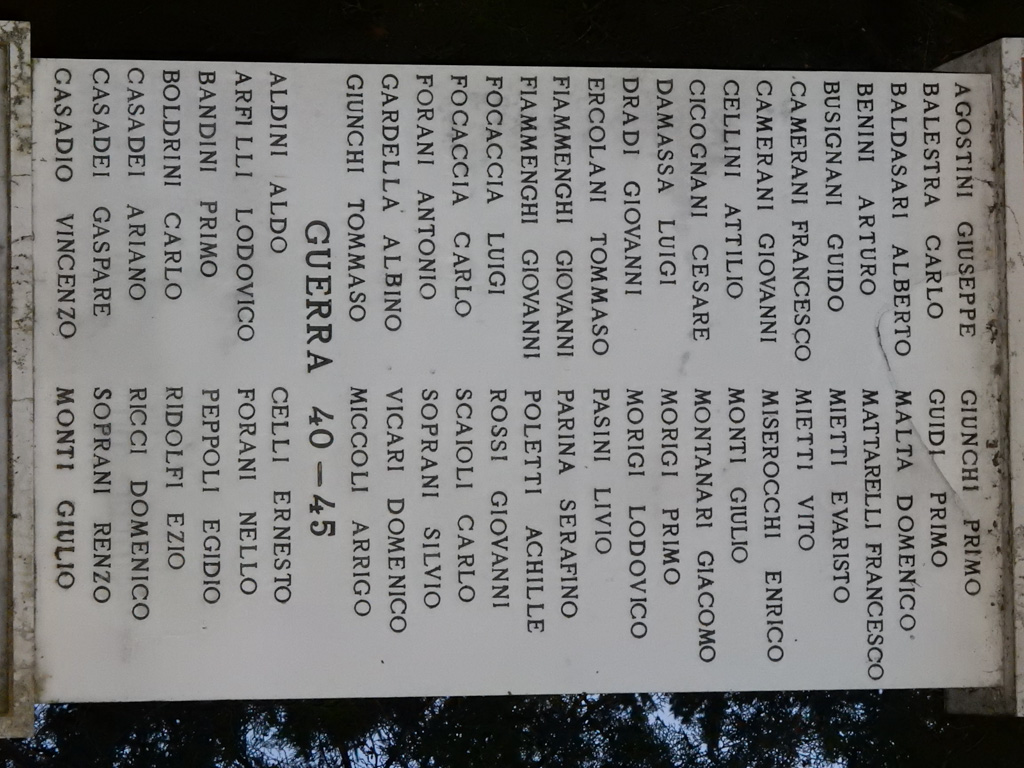 AGOSTINI GIUSEPPE
BALESTRA CARLO
BALDASARI ALBERTO
BENINI ARTURO
BUSIGNANI GUIDO
CAMERANI FRANCESCO
CAMERANI GIOVANNI
CELLINI ATTILIO
CICOGNANI CESARE
DAMASSA LUIGI
DRADI GIOVANNI
ERCOLANI TOMMASO
FIAMMENGHI GIOVANNI
FIAMMENGHI GIOVANNI
FOCACCIA LUIGI
FOCACCIA CARLO
FORANI ANTONIO
GARDELLA ALBINO
GIUNCHI TOMMASO
GIUNCHI PRIMO
GUIDI PRIMO
MALTA DOMENICO
MATTARELLI FRANCESCO
MIETTI EVARISTO
MIETTI VITO
MISEROCCHI ENRICO
MONTI GIULIO
MONTANARI GIACOMO
MORIGI PRIMO
MORIGI LODOVICO
PASINI LIVIO
PARINA SERAFINO
POLETTI ACHILLE
ROSSI GIOVANNI
SCAIOLI CARLO
SOPRANI SILVIO
VICARI DOMENICO
MICCOLI ARRIGO
GUERRA 40-45
ALDINI ALDO
ARFILLI LODOVICO
BANDINI PRIMO
BOLDRINI CARLO
CASADEI ARIANO
CASADEI GASPARE
CASADIO VINCENZO
CELLI ERNESTO
FORANI NELLO
PEPPOLI EGIDIO
RIDOLFI EZIO
RICCI DOMENICO
SOPRANI RENZO
MONTI GIULIO